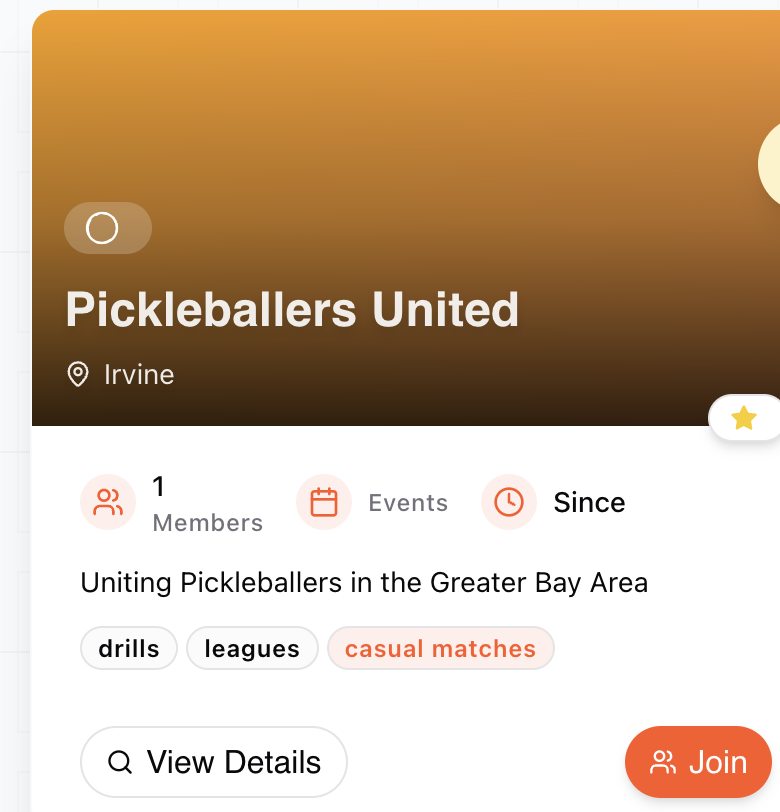 Pickleballers United
Irvine
1
Members
Events
Since
Uniting Pickleballers in the Greater Bay Area
drills
leagues
casual matches
View Details
Join